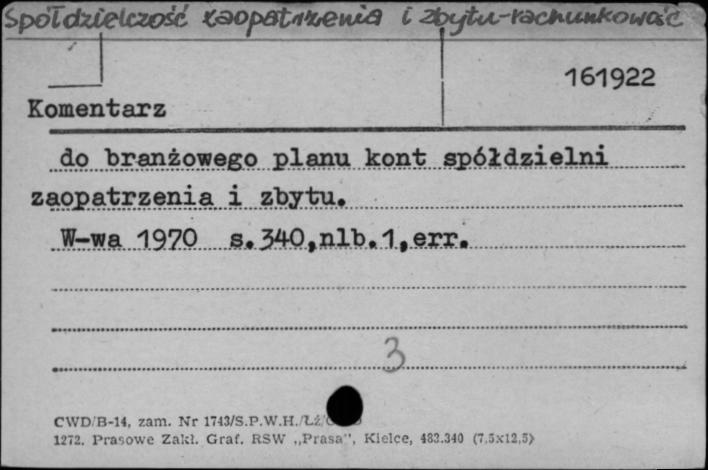 Spółdzielczość zaopatrzenia i zbytu-rachunkowość
161922
Komentarz
do branżowego planu kont spółdzielni
zaopatrzenia i zbytu.
W-wa 1970 s.340,nlb.1,err.
3
CWD/B-14, zam. Nr 1743/S.P.W.H./Łź/
1272. Prasowe Zakł. Graf. RSW „Prasa”, Kielce, 483.340 (7,5x12,5)